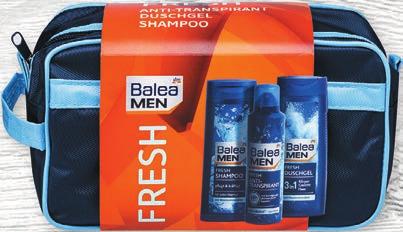 ANTI-TRANSPIRANT
DUSCHGEL
SHAMPOO
Balea
MEN
FRESH
Balea
MEN
FRESH
SHAMPOO
Balea
MEN
FRESH
ANTI-
TRANSPIRANT
Balea
MEN
FRESH
DUSCHGEL
3in1